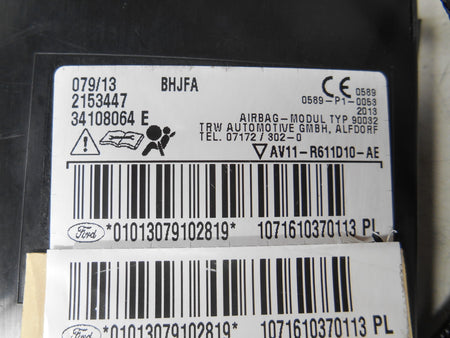 079/13 BHJFA
2153447
34108064 E
CE 0589
0589-P1-0053
2013
AIRBAG-MODUL TYP 90032
TRW AUTOMOTIVE GMBH, ALFDORF
TEL. 07172 / 302-0
AV11-R611D10-AE
Ford *01013079102819* 1071610370113 PL
Ford *01013079102819* 1071610370113 PL